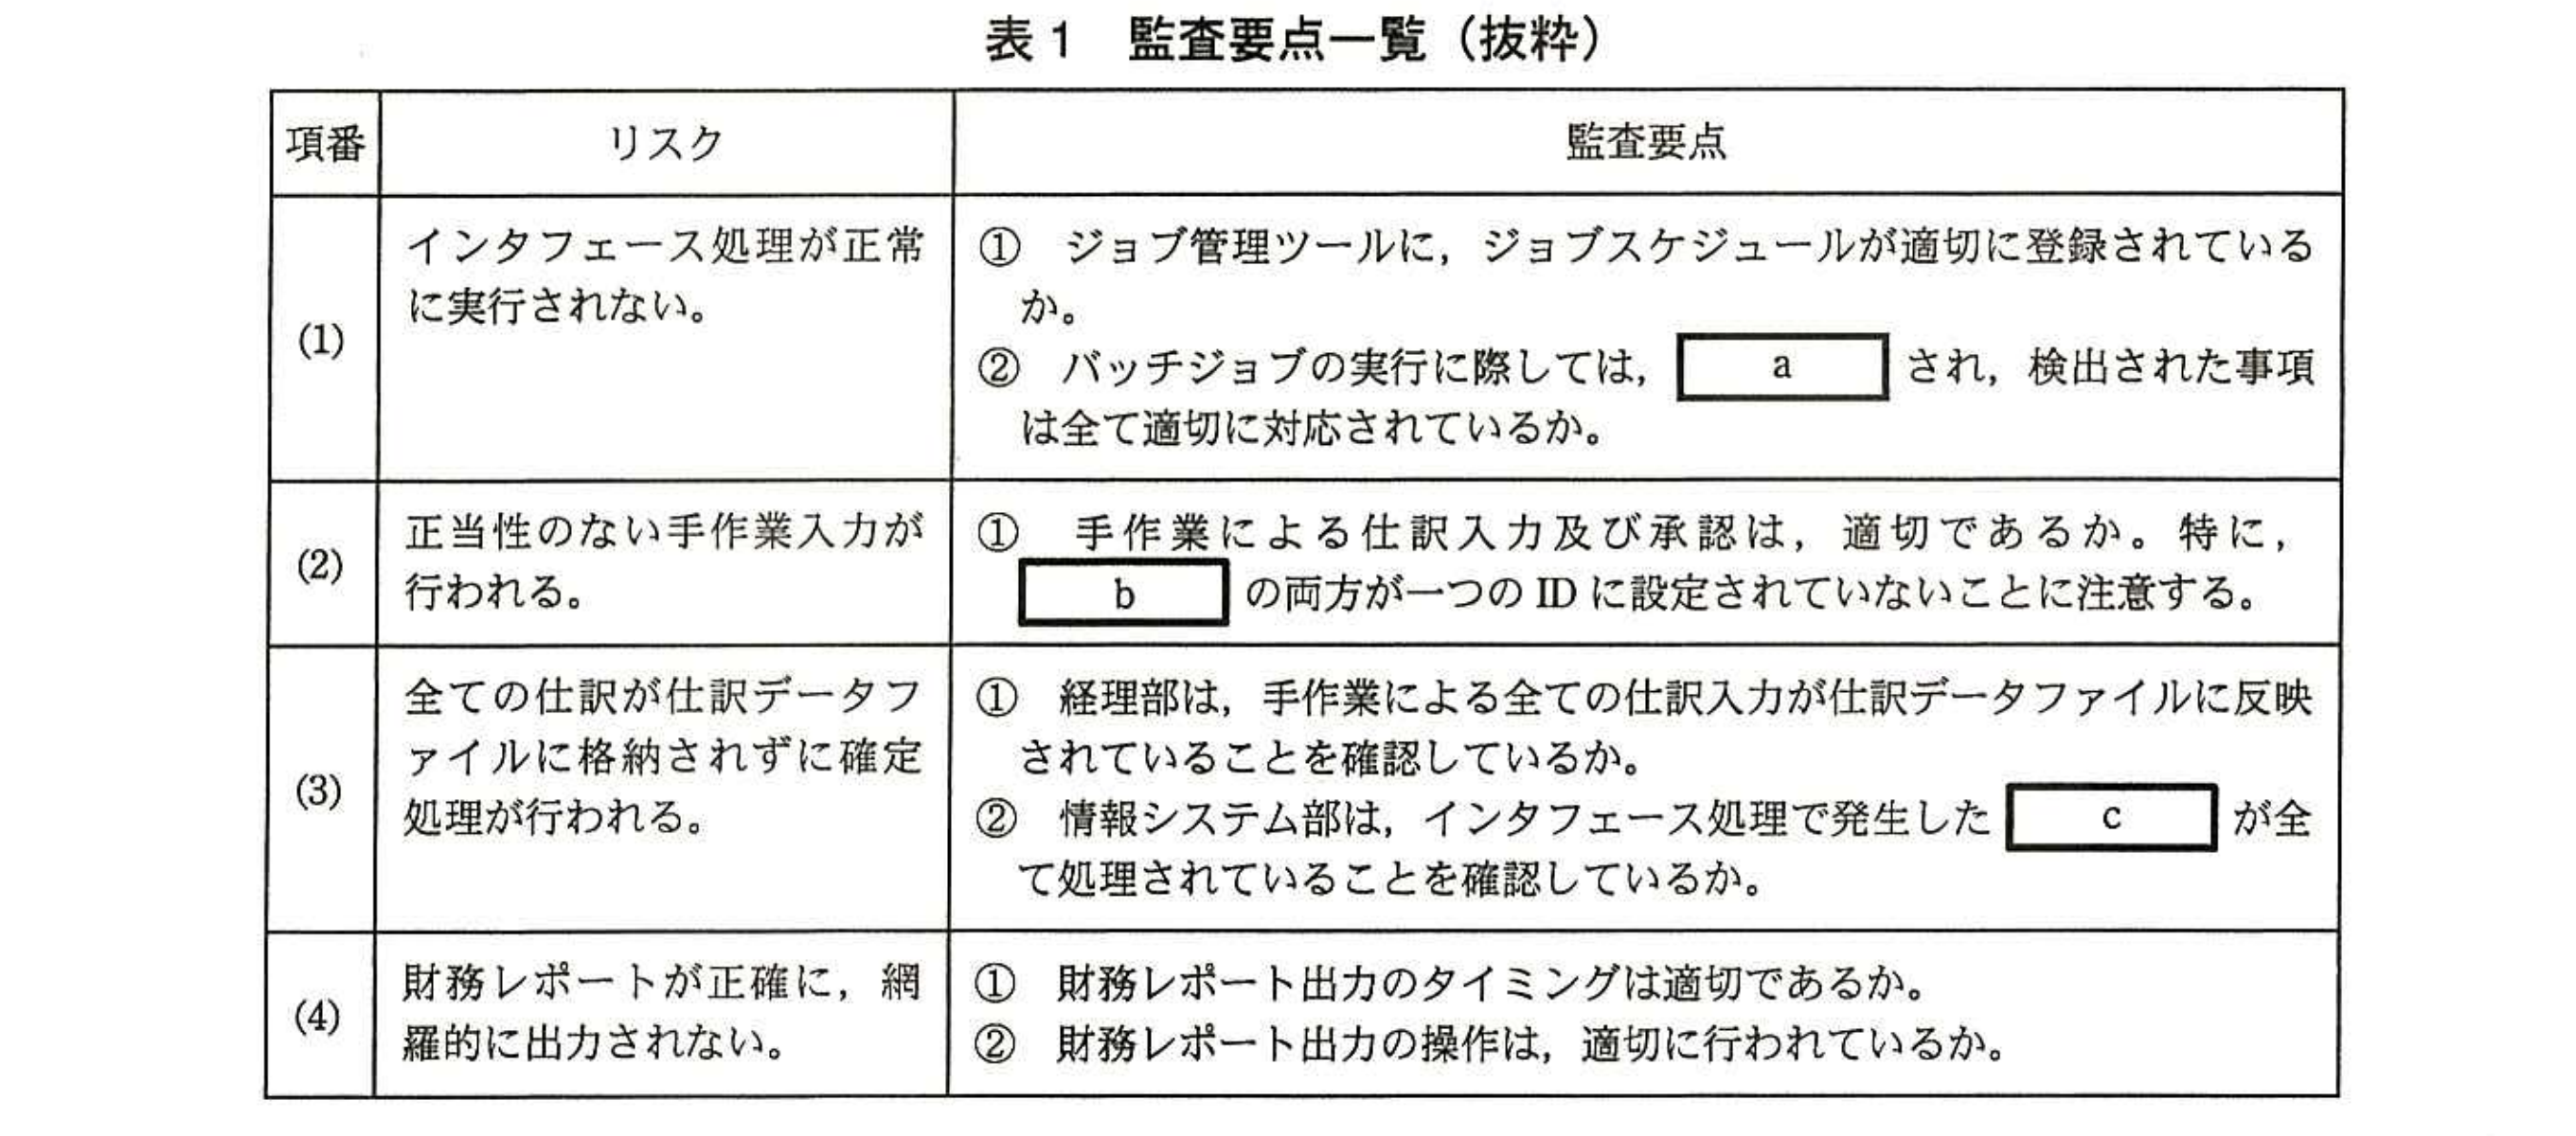 表1　監査要点一覧（抜粋）
項番
リスク
監査要点
(1)
インタフェース処理が正常
に実行されない。
①　ジョブ管理ツールに，ジョブスケジュールが適切に登録されている
か。
②　バッチジョブの実行に際しては， a され，検出された事項
は全て適切に対応されているか。
(2)
正当性のない手作業入力が
行われる。
①　手作業による仕訳入力及び承認は，適切であるか。特に，
b の両方が一つの ID に設定されていないことに注意する。
(3)
全ての仕訳が仕訳データフ
ァイルに格納されずに確定
処理が行われる。
①　経理部は，手作業による全ての仕訳入力が仕訳データファイルに反映
されていることを確認しているか。
②　情報システム部は，インタフェース処理で発生した c が全
て処理されていることを確認しているか。
(4)
財務レポートが正確に，網
羅的に出力されない。
①　財務レポート出力のタイミングは適切であるか。
②　財務レポート出力の操作は，適切に行われているか。